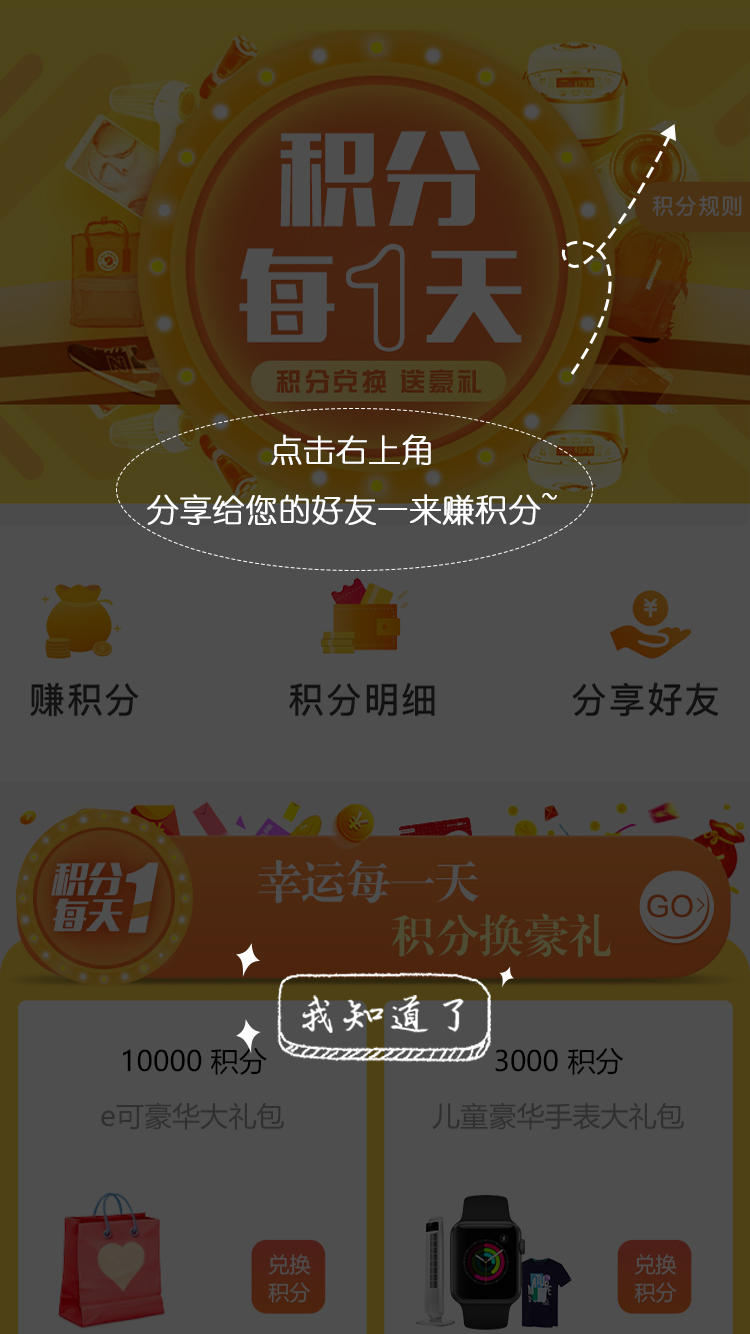 积分
每1天
积分规则
积分兑换 送豪礼
点击右上角
分享给您的好友一来赚积分~
赚积分
积分明细
分享好友
积分
每天1
幸运每一天
积分换豪礼
GO>
我知道了
10000 积分
3000 积分
e可豪华大礼包
儿童豪华手表大礼包
兑换
积分
兑换
积分